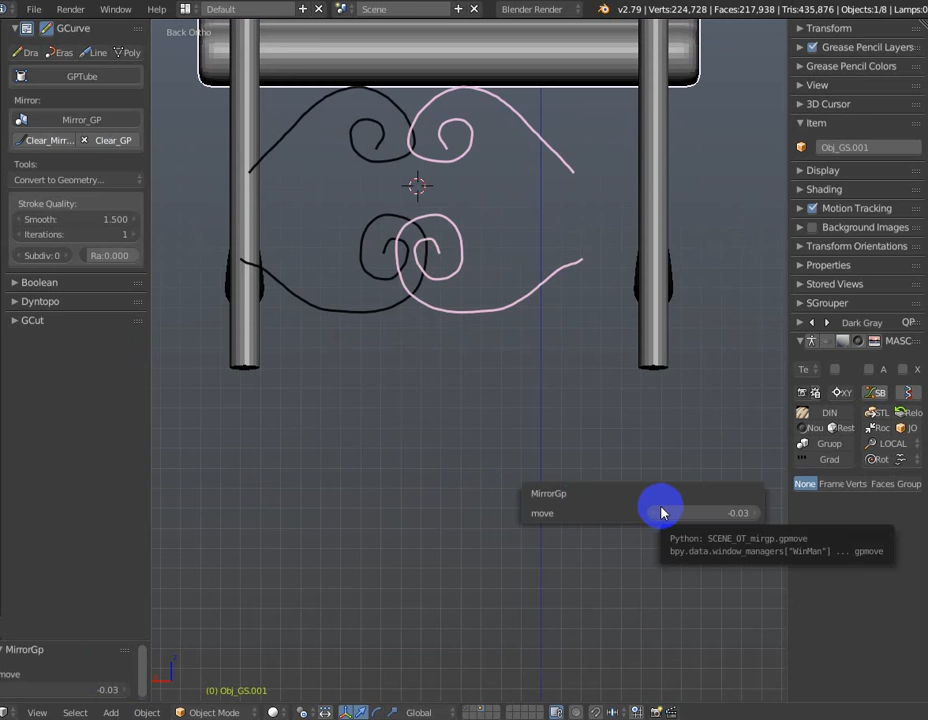 File Render Window Help Default Scene Blender Render v2.79 | Verts:224,728 | Faces:217,938 | Tris:435,876 | Objects:1/8 | Lamps:0
GCurve
Dra Eras Line Poly
GPTube
Mirror:
Mirror_GP
Clear_Mirr... Clear_GP
Tools:
Convert to Geometry...
Stroke Quality:
Smooth: 1.500
Iterations: 1
Subdiv: 0 Ra:0.000
Boolean
Dyntopo
GCut
MirrorGp
move
-0.03
Back Ortho
MirrorGp
move -0.03
Python: SCENE_OT_mirgp.gpmove
bpy.data.window_managers["WinMan"] ... gpmove
z
(0) Obj_GS.001
View Select Add Object Object Mode Global
Transform
Grease Pencil Layers
Grease Pencil Colors
View
3D Cursor
Item
Obj_GS.001
Display
Shading
Motion Tracking
Background Images
Transform Orientations
Properties
Stored Views
SGrouper
Dark Gray QP
MASC
Te A X
XY SB
DIN STL Relo
Nou Rest Roc JO
Gruop LOCAL
Grad Rot
None Frame Verts Faces Group